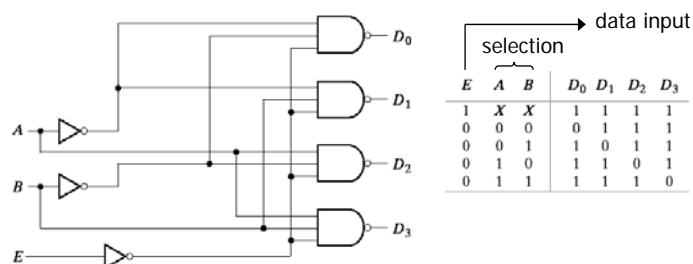 data input
selection
E A B D0 D1 D2 D3
1 X X 1 1 1 1
0 0 0 0 1 1 1
0 0 1 1 0 1 1
0 1 0 1 1 0 1
0 1 1 1 1 1 0
D0
D1
A
D2
B
D3
E